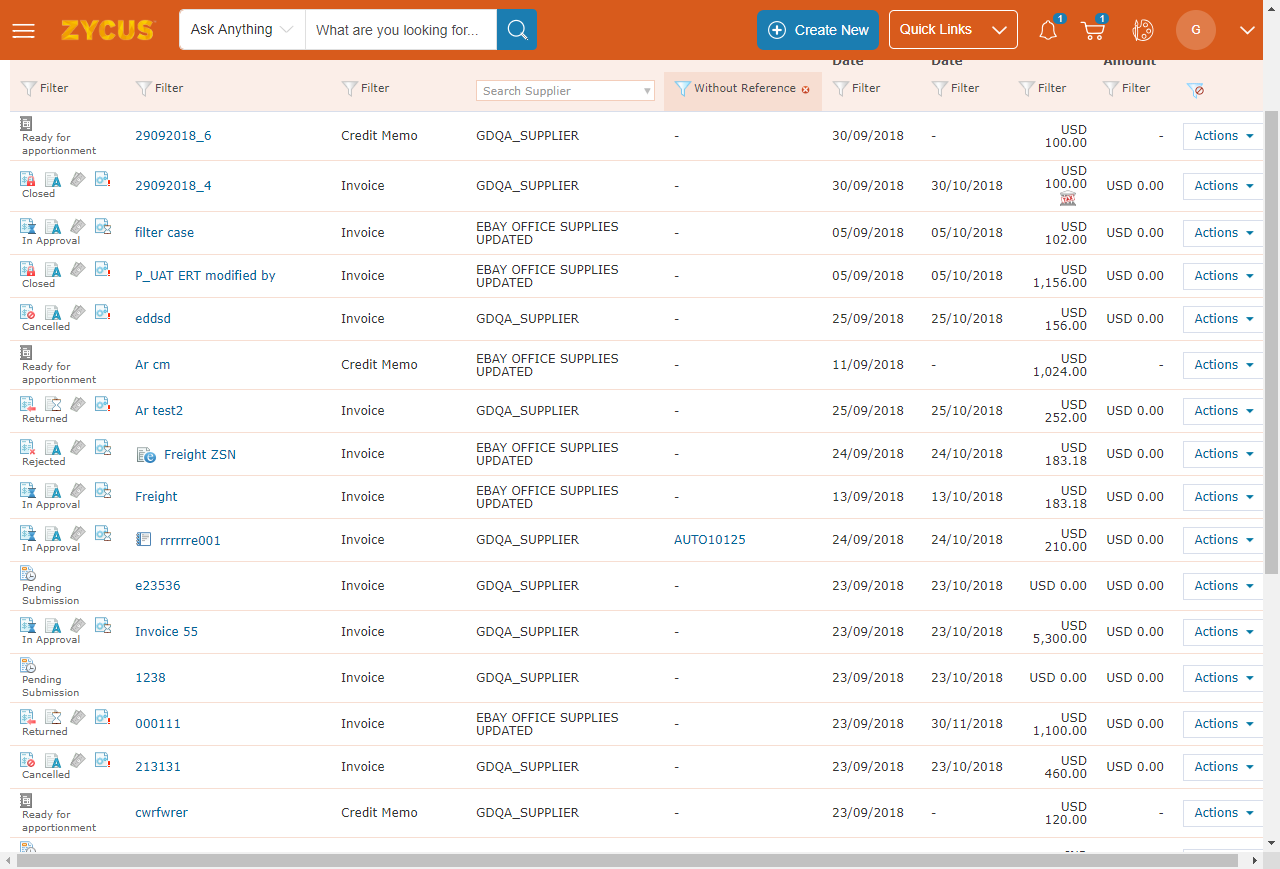 ZYCUS
Ask Anything
What are you looking for...
Create New
Quick Links
1
1
G
Date
Date
Amount
Filter
Filter
Filter
Search Supplier
Without Reference
Filter
Filter
Filter
Filter
Ready for
apportionment
29092018_6
Credit Memo
GDQA_SUPPLIER
-
30/09/2018
-
USD
100.00
-
Actions
Closed
29092018_4
Invoice
GDQA_SUPPLIER
-
30/09/2018
30/10/2018
USD
100.00
TAX
USD 0.00
Actions
In Approval
filter case
Invoice
EBAY OFFICE SUPPLIES
UPDATED
-
05/09/2018
05/10/2018
USD
102.00
USD 0.00
Actions
Closed
P_UAT ERT modified by
Invoice
EBAY OFFICE SUPPLIES
UPDATED
-
05/09/2018
05/10/2018
USD
1,156.00
USD 0.00
Actions
Cancelled
eddsd
Invoice
GDQA_SUPPLIER
-
25/09/2018
25/10/2018
USD
156.00
USD 0.00
Actions
Ready for
apportionment
Ar cm
Credit Memo
EBAY OFFICE SUPPLIES
UPDATED
-
11/09/2018
-
USD
1,024.00
-
Actions
Returned
Ar test2
Invoice
GDQA_SUPPLIER
-
25/09/2018
25/10/2018
USD
252.00
USD 0.00
Actions
Rejected
Freight ZSN
Invoice
EBAY OFFICE SUPPLIES
UPDATED
-
24/09/2018
24/10/2018
USD
183.18
USD 0.00
Actions
In Approval
Freight
Invoice
EBAY OFFICE SUPPLIES
UPDATED
-
13/09/2018
13/10/2018
USD
183.18
USD 0.00
Actions
In Approval
rrrrrre001
Invoice
GDQA_SUPPLIER
AUTO10125
24/09/2018
24/10/2018
USD
210.00
USD 0.00
Actions
Pending
Submission
e23536
Invoice
GDQA_SUPPLIER
-
23/09/2018
23/10/2018
USD 0.00
USD 0.00
Actions
In Approval
Invoice 55
Invoice
GDQA_SUPPLIER
-
23/09/2018
23/10/2018
USD
5,300.00
USD 0.00
Actions
Pending
Submission
1238
Invoice
GDQA_SUPPLIER
-
23/09/2018
23/10/2018
USD 0.00
USD 0.00
Actions
Returned
000111
Invoice
EBAY OFFICE SUPPLIES
UPDATED
-
23/09/2018
30/11/2018
USD
1,100.00
USD 0.00
Actions
Cancelled
213131
Invoice
GDQA_SUPPLIER
-
23/09/2018
23/10/2018
USD
460.00
USD 0.00
Actions
Ready for
apportionment
cwrfwrer
Credit Memo
GDQA_SUPPLIER
-
23/09/2018
-
USD
120.00
-
Actions